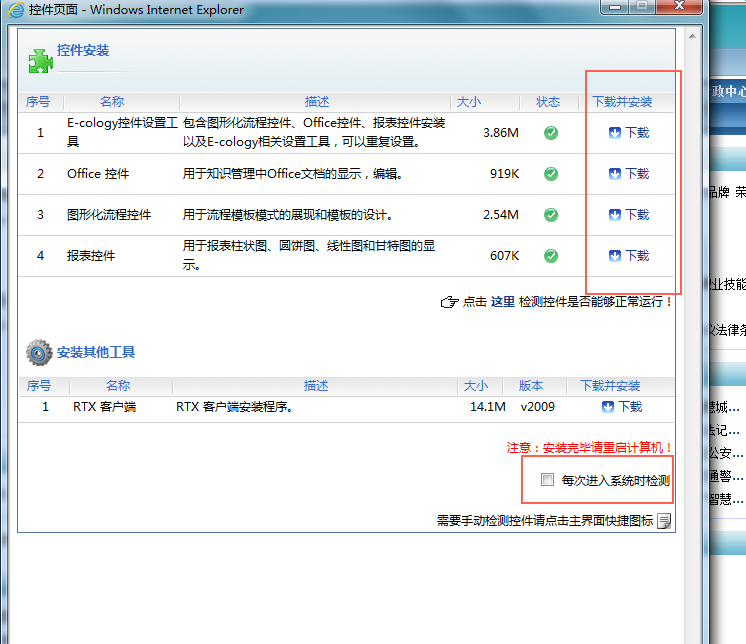 控件页面 - Windows Internet Explorer
控件安装
序号 名称 描述 大小 状态 下载并安装
1 E-cology控件设置工具 包含图形化流程控件、Office控件、报表控件安装以及E-cology相关设置工具，可以重复设置。 3.86M 下载
2 Office 控件 用于知识管理中Office文档的显示，编辑。 919K 下载
3 图形化流程控件 用于流程模板模式的展现和模板的设计。 2.54M 下载
4 报表控件 用于报表柱状图、圆饼图、线性图和甘特图的显示。 607K 下载
点击 这里 检测控件是否能够正常运行！
安装其他工具
序号 名称 描述 大小 版本 下载并安装
1 RTX 客户端 RTX 客户端安装程序。 14.1M v2009 下载
注意：安装完毕请重启计算机！
每次进入系统时检测
需要手动检测控件请点击主界面快捷图标
政中心
品牌 荣
业技能
法律条
慧城...
法记...
公安...
通警...
智慧...